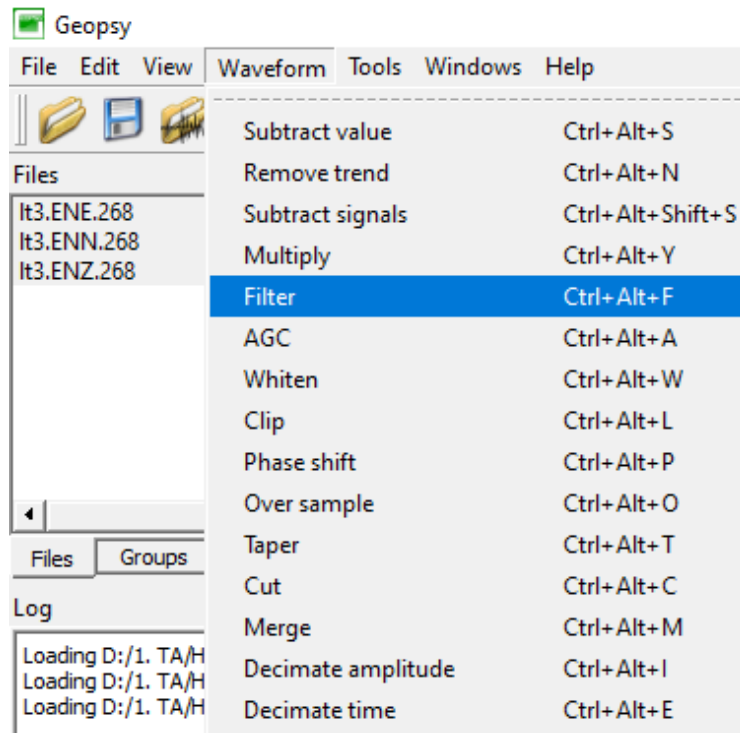 Geopsy
File Edit View Waveform Tools Windows Help
Subtract value Ctrl+Alt+S
Remove trend Ctrl+Alt+N
Subtract signals Ctrl+Alt+Shift+S
Multiply Ctrl+Alt+Y
Filter Ctrl+Alt+F
AGC Ctrl+Alt+A
Whiten Ctrl+Alt+W
Clip Ctrl+Alt+L
Phase shift Ctrl+Alt+P
Over sample Ctrl+Alt+O
Taper Ctrl+Alt+T
Cut Ctrl+Alt+C
Merge Ctrl+Alt+M
Decimate amplitude Ctrl+Alt+I
Decimate time Ctrl+Alt+E
Files
lt3.ENE.268
lt3.ENN.268
lt3.ENZ.268
Files Groups
Log
Loading D:/1. TA/H
Loading D:/1. TA/H
Loading D:/1. TA/H